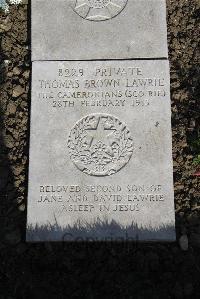 8929 PRIVATE
THOMAS BROWN LAWRIE
THE CAMERONIANS (SCO. RIF.)
28TH FEBRUARY 1915
BELOVED SECOND SON OF
JANE AND DAVID LAWRIE
ASLEEP IN JESUS